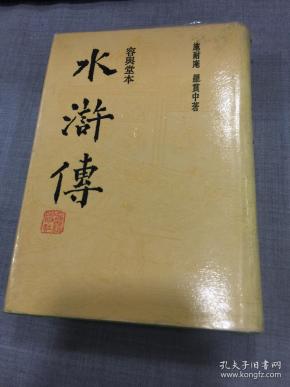 施耐庵 羅貫中著
容與堂本
水滸傳
孔夫子旧书网